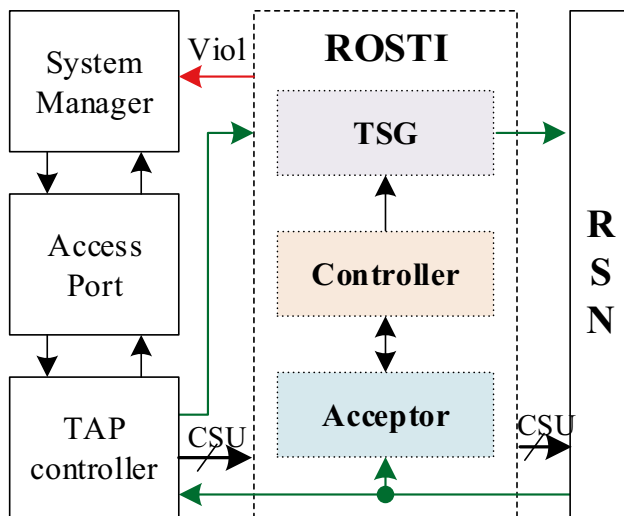 System
Manager
Viol
ROSTI
TSG
Access
Port
Controller
R
S
N
TAP
controller
CSU
Acceptor
CSU